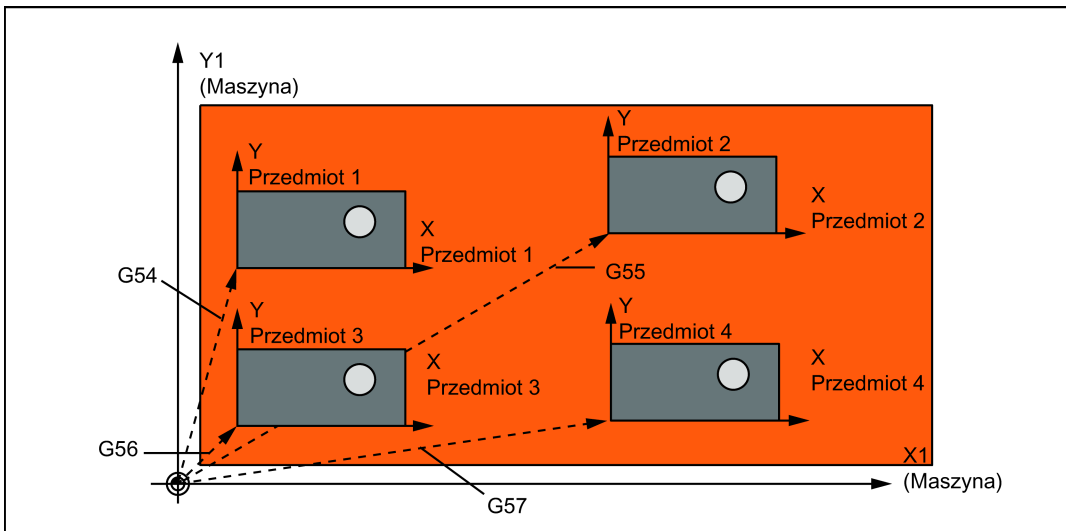 Y1
(Maszyna)
Y
Przedmiot 1
X
Przedmiot 1
Y
Przedmiot 2
X
Przedmiot 2
G54
G55
Y
Przedmiot 3
X
Przedmiot 3
Y
Przedmiot 4
X
Przedmiot 4
G56
G57
X1
(Maszyna)